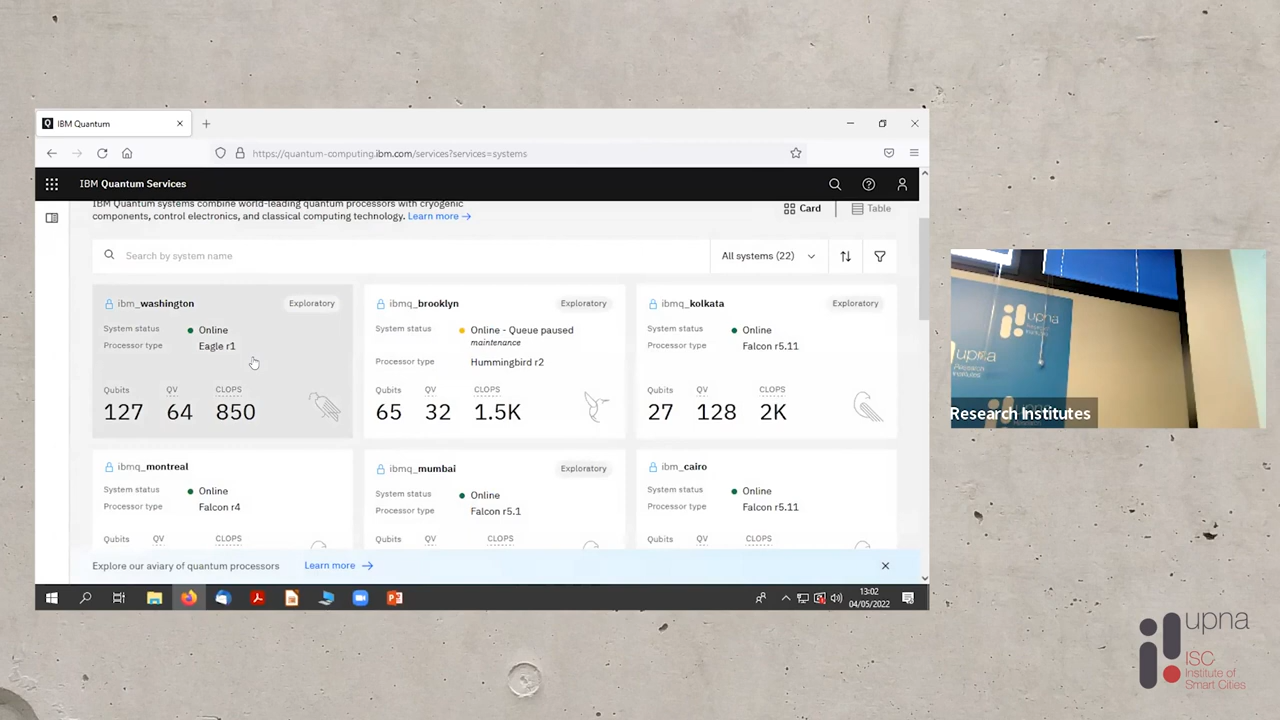 IBM Quantum
https://quantum-computing.ibm.com/services?services=systems
IBM Quantum Services
IBM Quantum systems combine world-leading quantum processors with cryogenic
components, control electronics, and classical computing technology. Learn more →
Card
Table
Search by system name
All systems (22)
ibm_washington
Exploratory
System status
Online
Processor type
Eagle r1
Qubits
QV
CLOPS
127
64
850
ibmq_brooklyn
Exploratory
System status
Online - Queue paused
maintenance
Processor type
Hummingbird r2
Qubits
QV
CLOPS
65
32
1.5K
ibmq_kolkata
Exploratory
System status
Online
Processor type
Falcon r5.11
Qubits
QV
CLOPS
27
128
2K
ibmq_montreal
System status
Online
Processor type
Falcon r4
Qubits
QV
CLOPS
ibmq_mumbai
Exploratory
System status
Online
Processor type
Falcon r5.1
Qubits
QV
CLOPS
ibm_cairo
System status
Online
Processor type
Falcon r5.11
Qubits
QV
CLOPS
Explore our aviary of quantum processors
Learn more →
13:02
04/05/2022
upna
upna
Research
Institutes
Research Institutes
upna
ISC
Institute of
Smart Cities